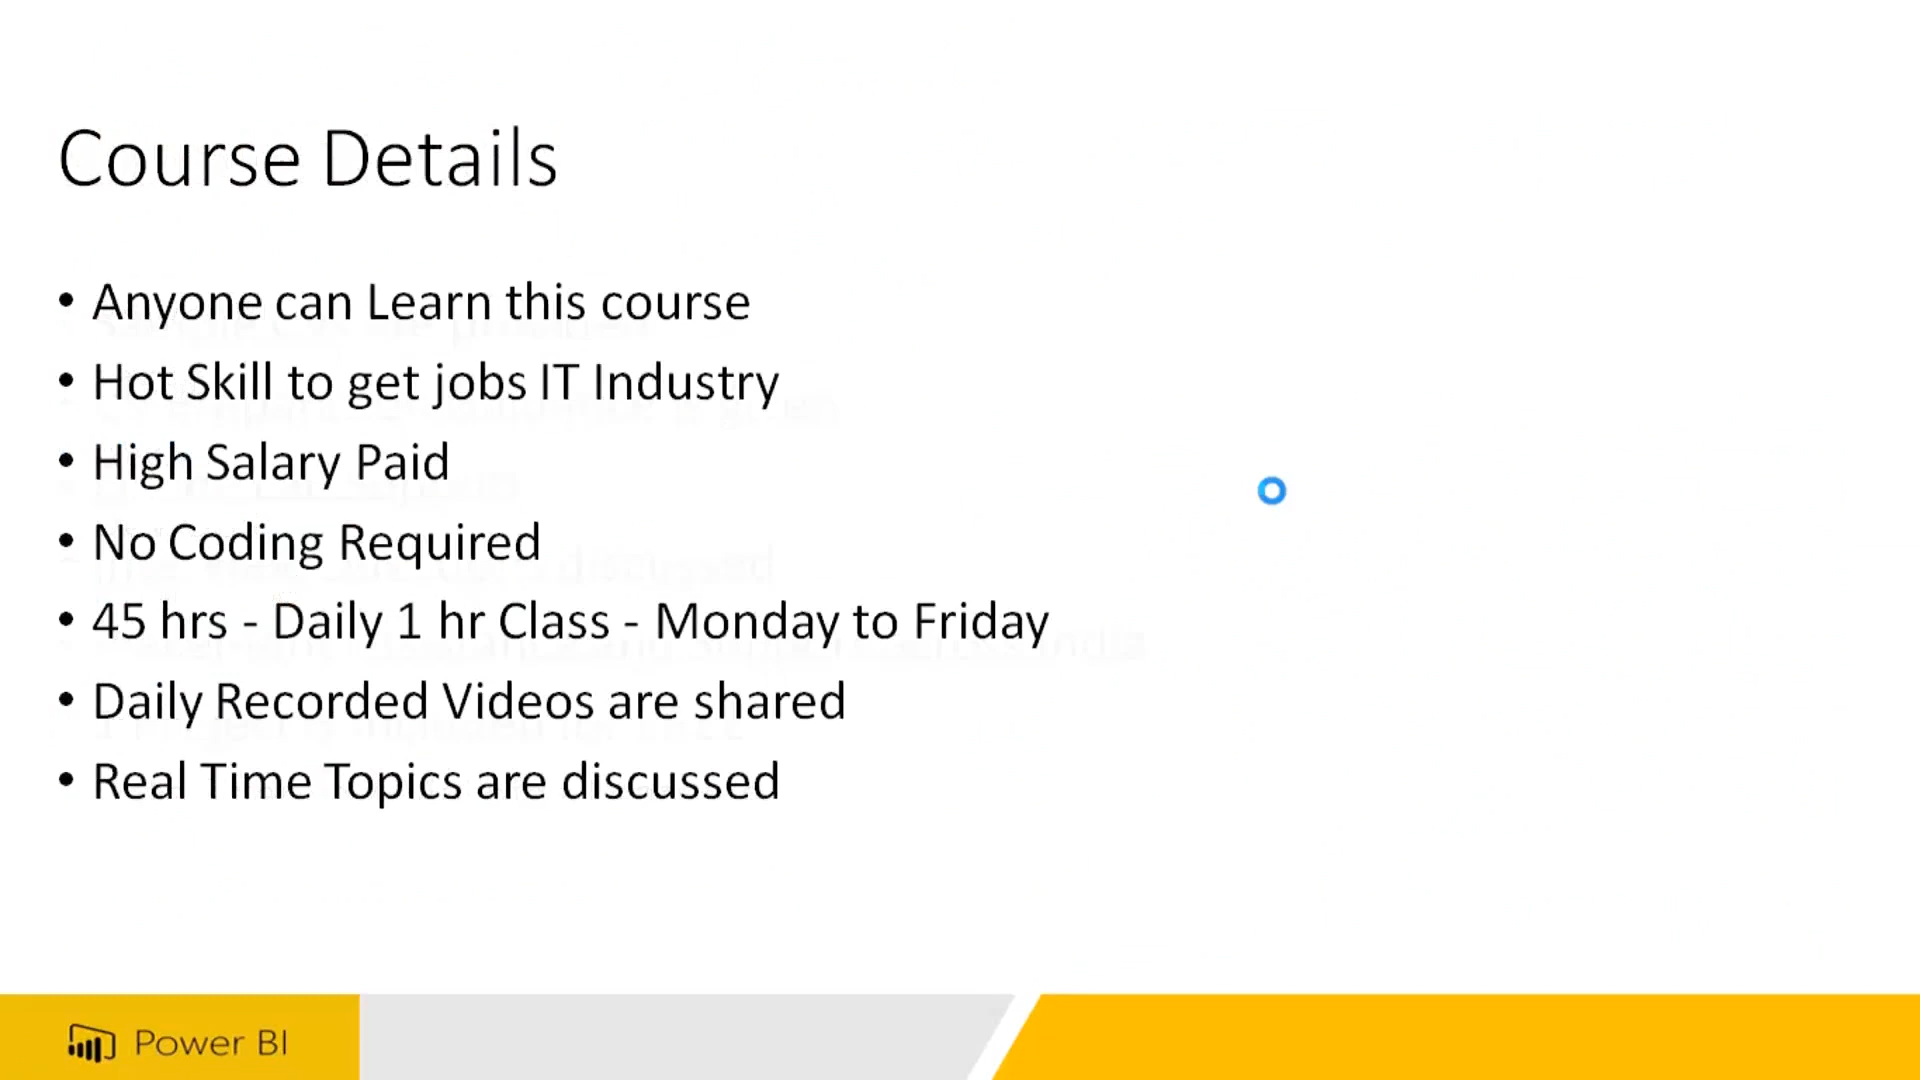 Course Details
• Anyone can Learn this course
• Hot Skill to get jobs IT Industry
• High Salary Paid
• No Coding Required
• 45 hrs - Daily 1 hr Class - Monday to Friday
• Daily Recorded Videos are shared
• Real Time Topics are discussed
Power BI